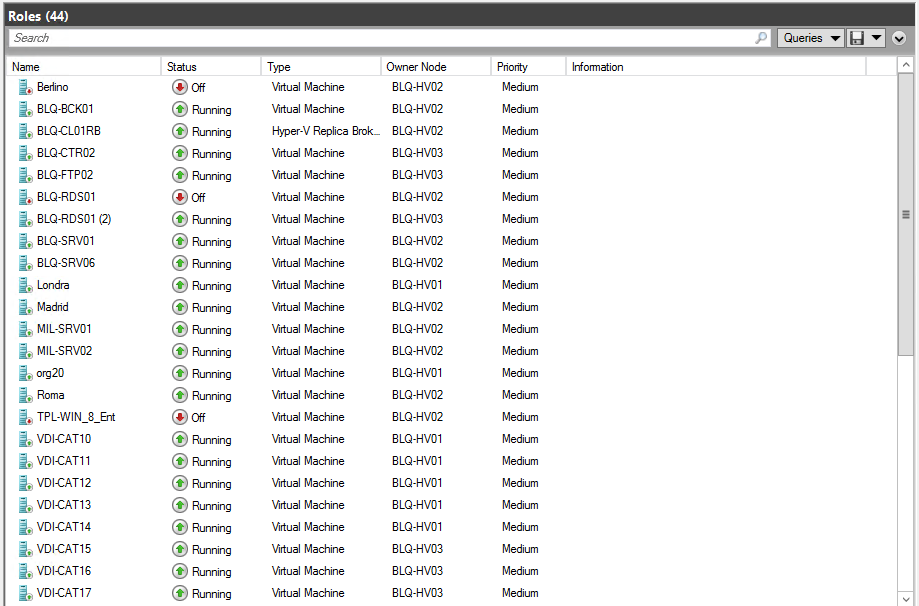 Roles (44)
Search Queries
Name Status Type Owner Node Priority Information
Berlino Off Virtual Machine BLQ-HV02 Medium
BLQ-BCK01 Running Virtual Machine BLQ-HV02 Medium
BLQ-CL01RB Running Hyper-V Replica Brok... BLQ-HV02 Medium
BLQ-CTR02 Running Virtual Machine BLQ-HV03 Medium
BLQ-FTP02 Running Virtual Machine BLQ-HV03 Medium
BLQ-RDS01 Off Virtual Machine BLQ-HV02 Medium
BLQ-RDS01 (2) Running Virtual Machine BLQ-HV03 Medium
BLQ-SRV01 Running Virtual Machine BLQ-HV02 Medium
BLQ-SRV06 Running Virtual Machine BLQ-HV02 Medium
Londra Running Virtual Machine BLQ-HV01 Medium
Madrid Running Virtual Machine BLQ-HV02 Medium
MIL-SRV01 Running Virtual Machine BLQ-HV02 Medium
MIL-SRV02 Running Virtual Machine BLQ-HV02 Medium
org20 Running Virtual Machine BLQ-HV01 Medium
Roma Running Virtual Machine BLQ-HV02 Medium
TPL-WIN_8_Ent Off Virtual Machine BLQ-HV02 Medium
VDI-CAT10 Running Virtual Machine BLQ-HV01 Medium
VDI-CAT11 Running Virtual Machine BLQ-HV01 Medium
VDI-CAT12 Running Virtual Machine BLQ-HV01 Medium
VDI-CAT13 Running Virtual Machine BLQ-HV01 Medium
VDI-CAT14 Running Virtual Machine BLQ-HV01 Medium
VDI-CAT15 Running Virtual Machine BLQ-HV03 Medium
VDI-CAT16 Running Virtual Machine BLQ-HV03 Medium
VDI-CAT17 Running Virtual Machine BLQ-HV03 Medium